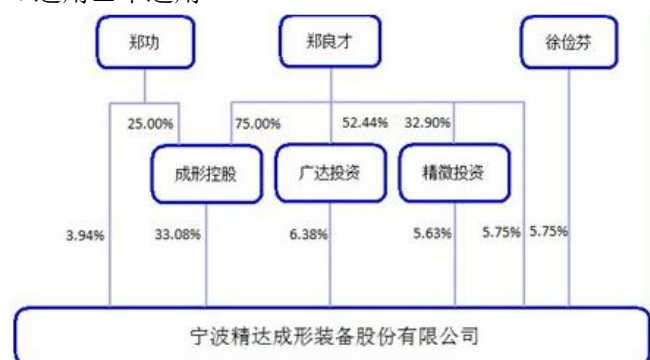 郑功 郑良才 徐俭芬
25.00% 75.00% 52.44% 32.90%
成形控股 广达投资 精微投资
3.94% 33.08% 6.38% 5.63% 5.75% 5.75%
宁波精达成形装备股份有限公司